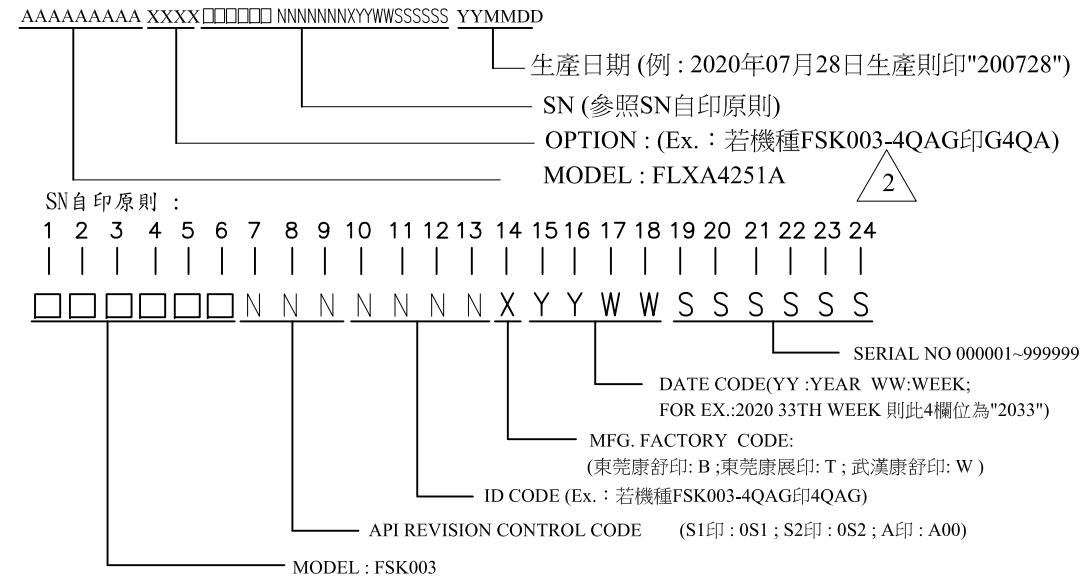 AAAAAAAAA XXXX□□□□□□ NNNNNNNXYYWWSSSSSS YYMMDD
生產日期 (例 : 2020年07月28日生產則印"200728")
SN (參照SN自印原則)
OPTION : (Ex.：若機種FSK003-4QAG印G4QA)
MODEL : FLXA4251A
2
SN自印原則 :
1 2 3 4 5 6 7 8 9 10 11 12 13 14 15 16 17 18 19 20 21 22 23 24
□ □ □ □ □ □ N N N N N N N X Y Y W W S S S S S S
SERIAL NO 000001~999999
DATE CODE(YY :YEAR WW:WEEK;
FOR EX.:2020 33TH WEEK 則此4欄位為"2033")
MFG. FACTORY CODE:
(東莞康舒印: B ;東莞康展印: T ; 武漢康舒印: W )
ID CODE (Ex.：若機種FSK003-4QAG印4QAG)
API REVISION CONTROL CODE (S1印 : 0S1 ; S2印 : 0S2 ; A印 : A00)
MODEL : FSK003